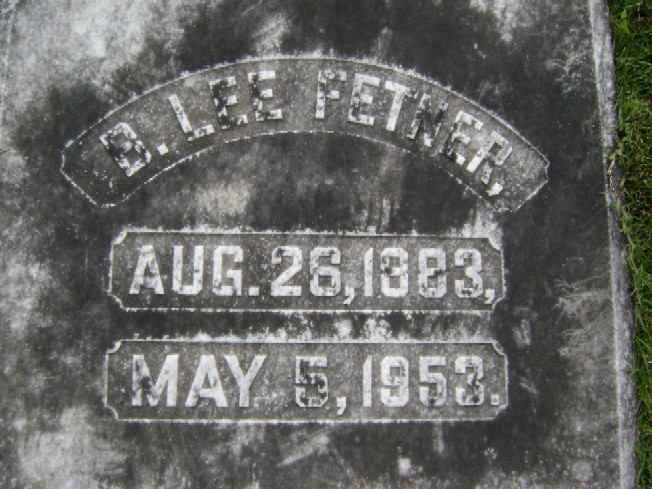 B. LEE FETNER,
AUG. 26, 1883,
MAY 5, 1953.